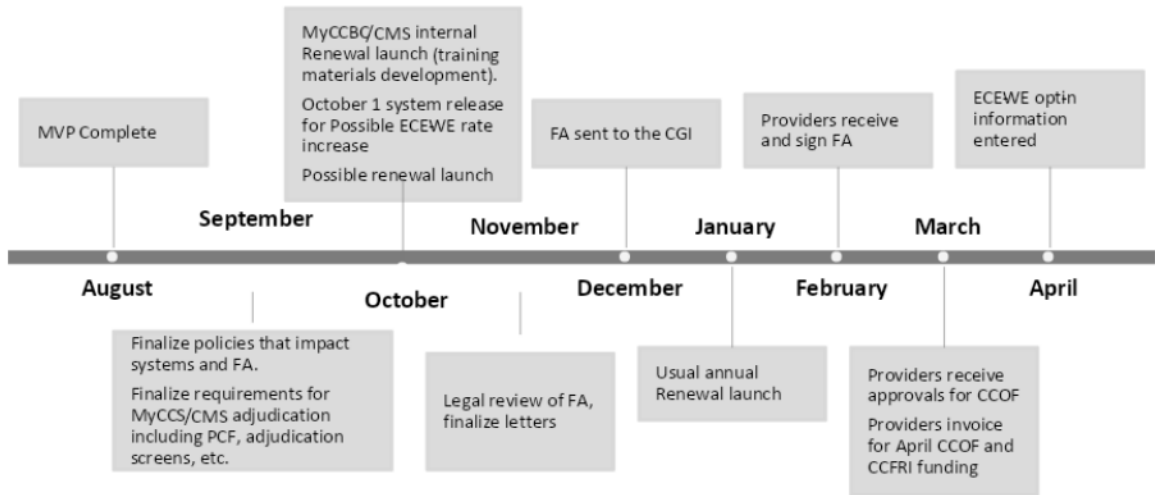 MyCCBC/CMS internal
Renewal launch (training
materials development).
October 1 system release
for Possible ECEWE rate
increase
Possible renewal launch
MVP Complete
FA sent to the CGI
Providers receive
and sign FA
ECEWE opt-in
information
entered
September
November
January
March
August
October
December
February
April
Finalize policies that impact
systems and FA.
Finalize requirements for
MyCCS/CMS adjudication
including PCF, adjudication
screens, etc.
Legal review of FA,
finalize letters
Usual annual
Renewal launch
Providers receive
approvals for CCOF
Providers invoice
for April CCOF and
CCFRI funding